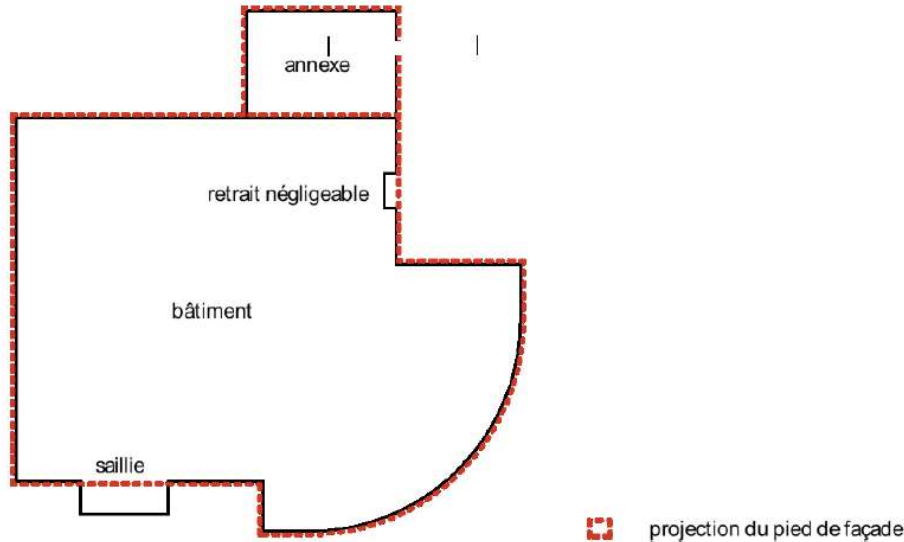 annexe
retrait négligeable
bâtiment
saillie
projection du pied de façade